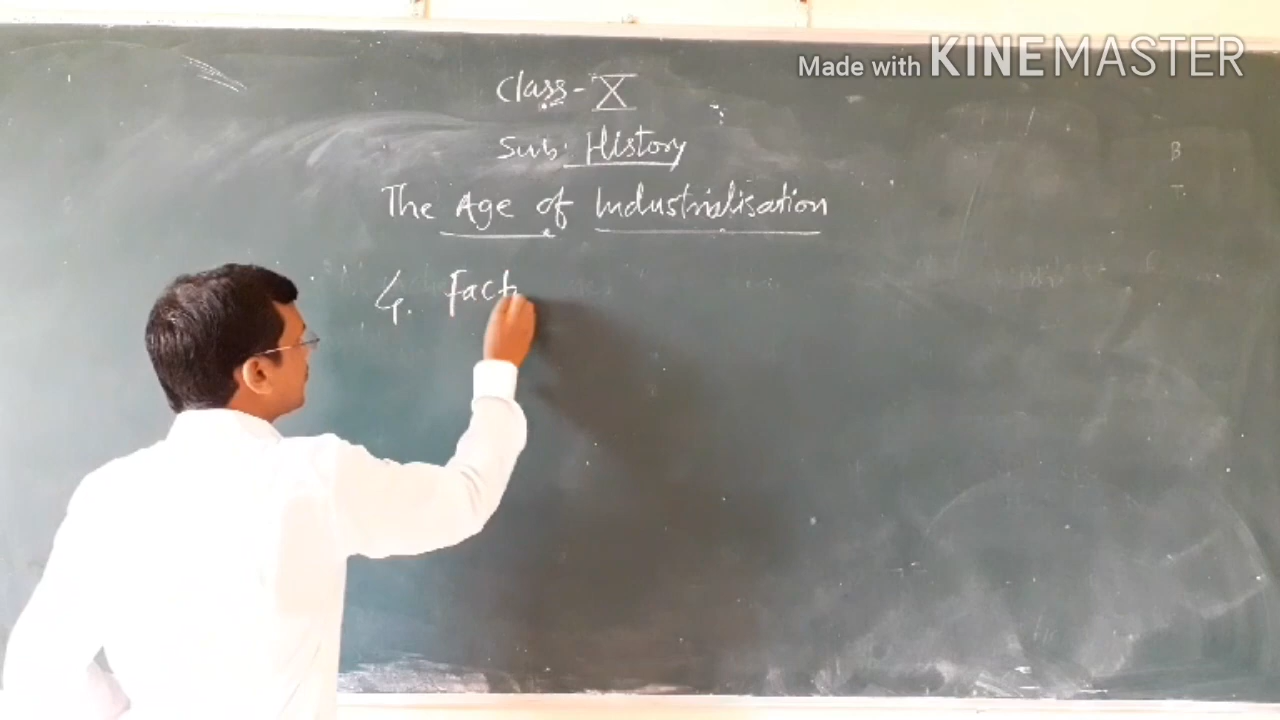 Made with KINEMASTER
Class - X
Sub: History
The Age of Industrialisation
4. Fact
B